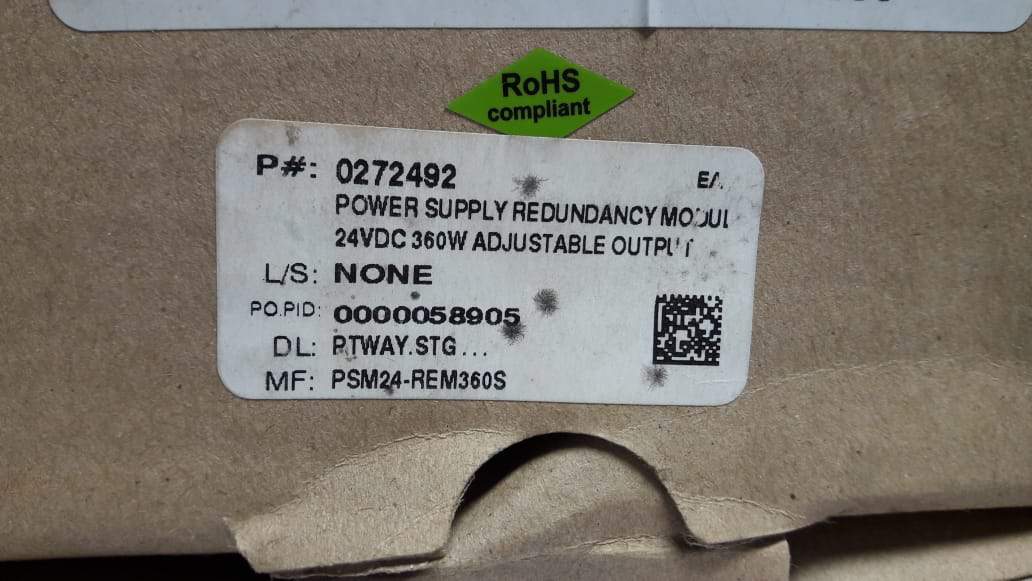 RoHS
compliant
P#: 0272492 EA
POWER SUPPLY REDUNDANCY MODUL
24VDC 360W ADJUSTABLE OUTPUT
L/S: NONE
PO.PID: 0000058905
DL: RTWAY.STG...
MF: PSM24-REM360S